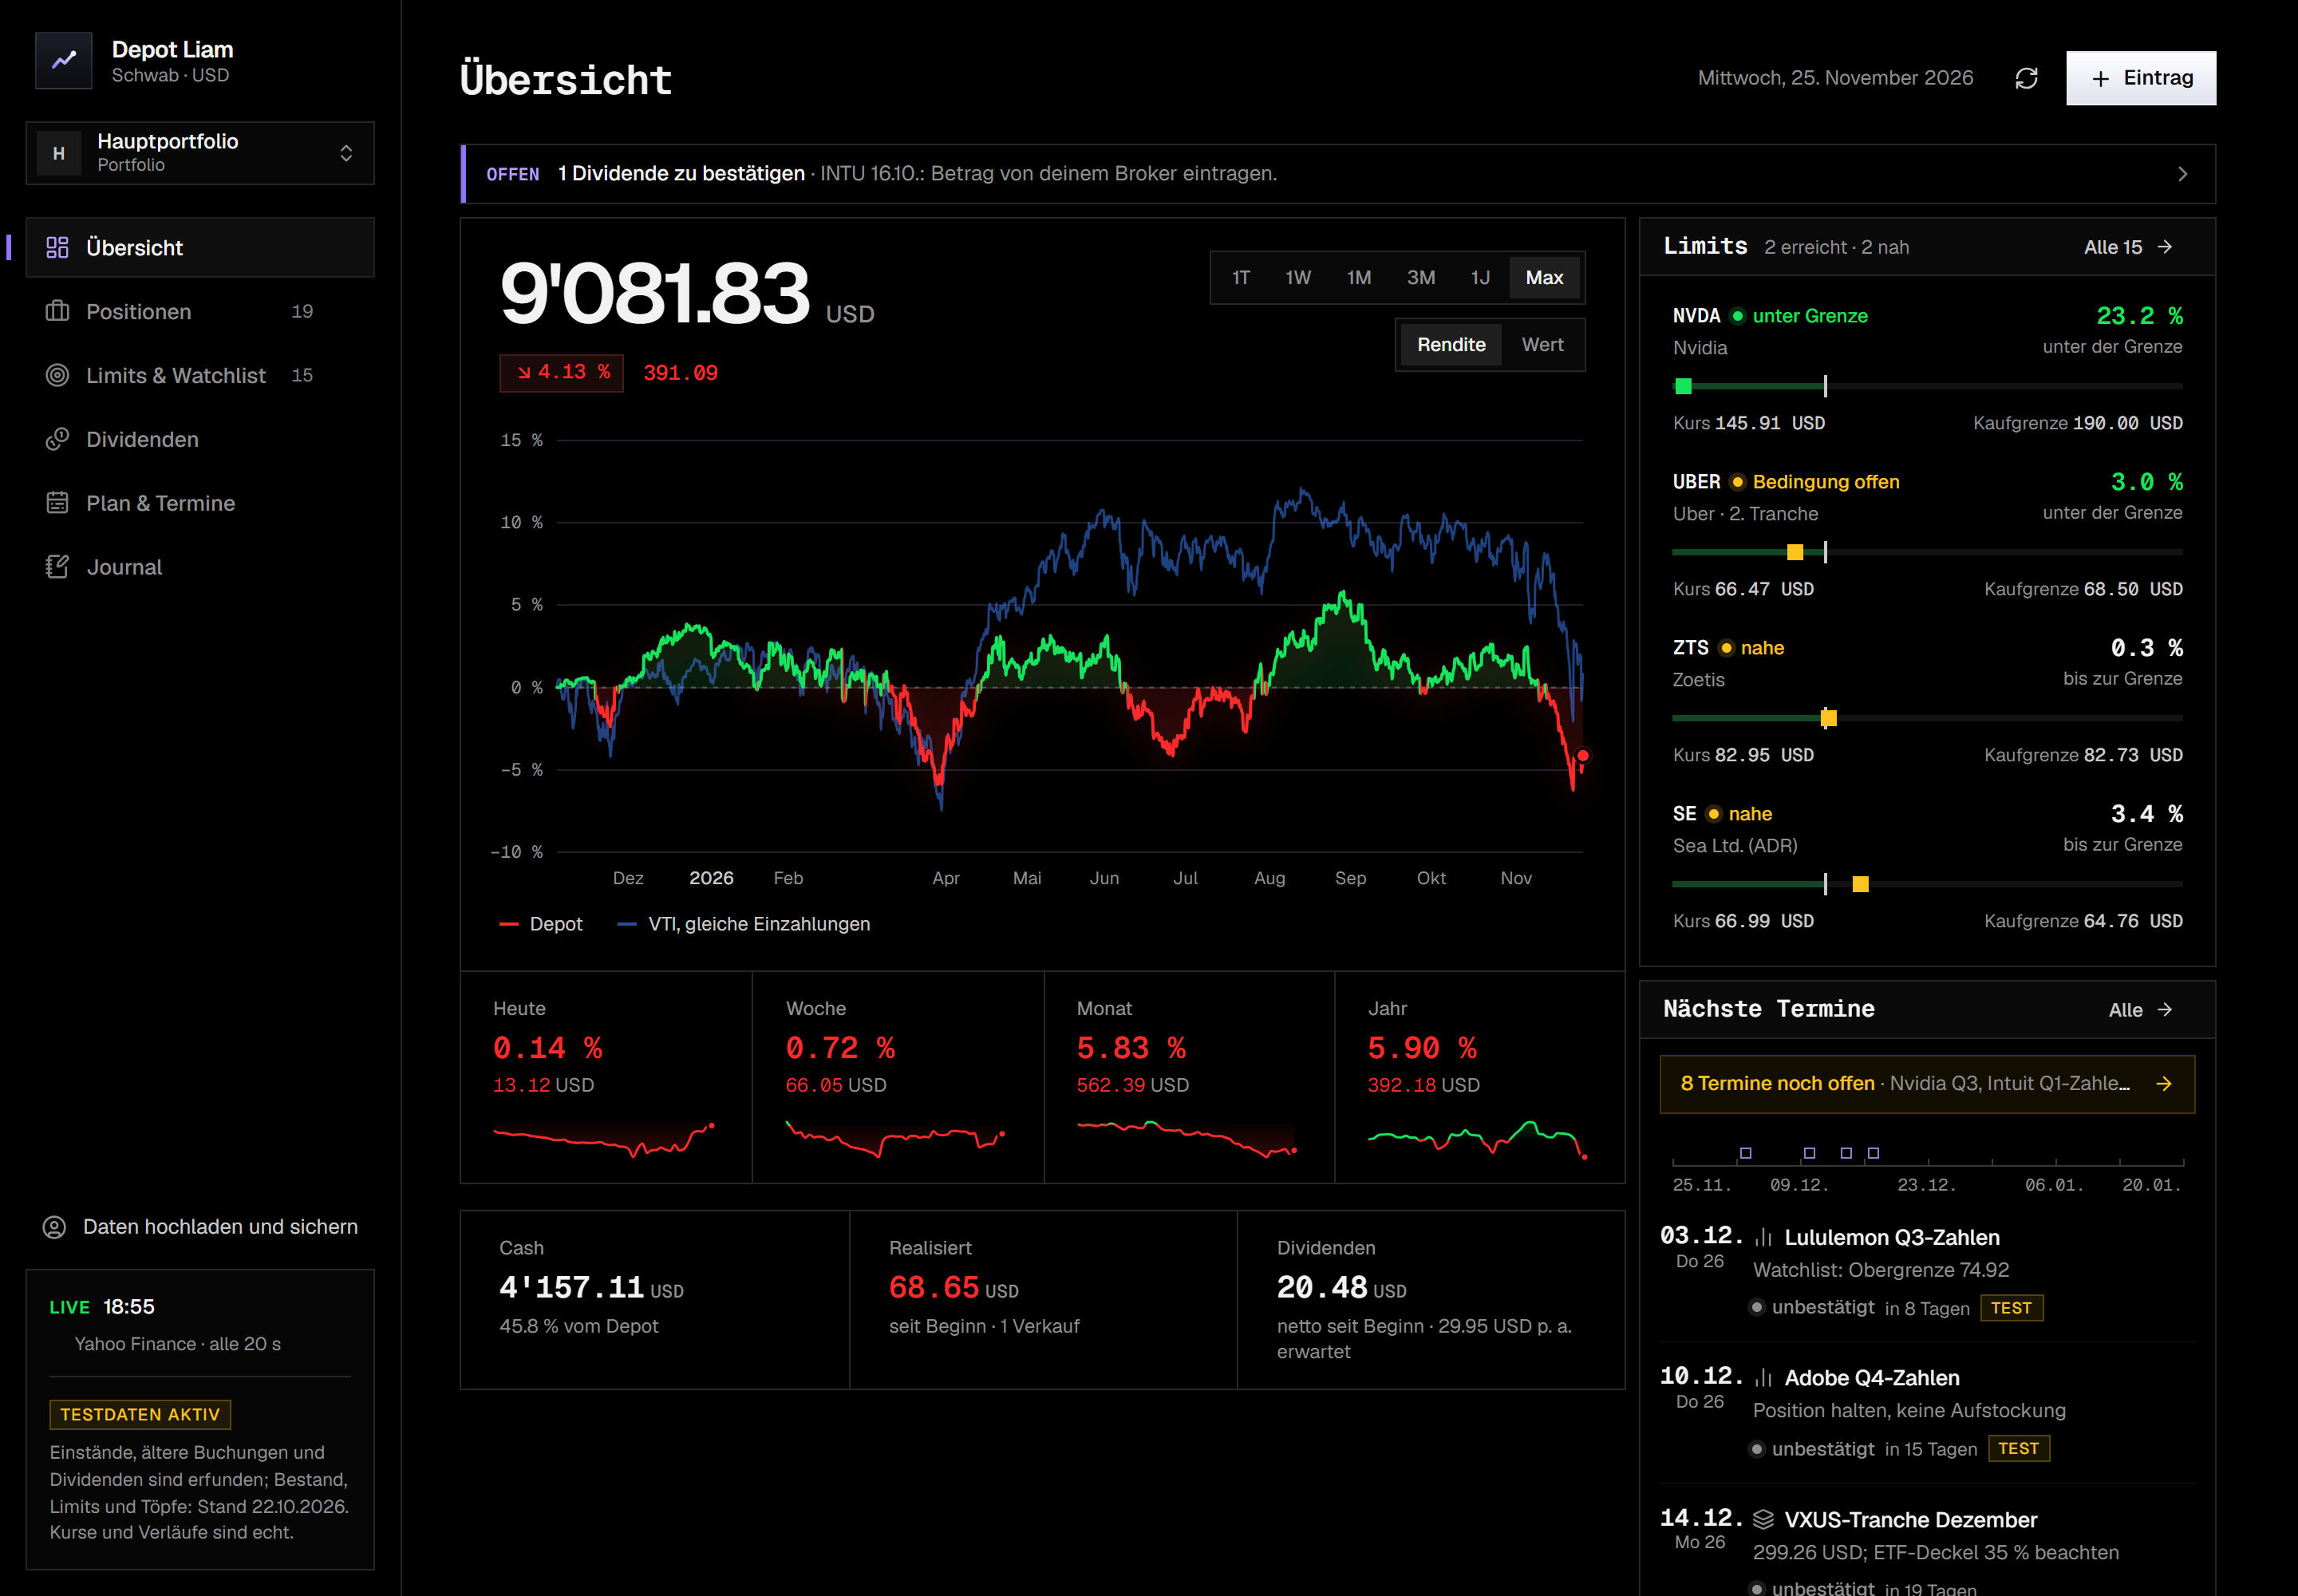 Depot Liam
Schwab · USD
H
Hauptportfolio
Portfolio
Übersicht
Positionen 19
Limits & Watchlist 15
Dividenden
Plan & Termine
Journal
Daten hochladen und sichern
LIVE 18:55
Yahoo Finance · alle 20 s
TESTDATEN AKTIV
Einstände, ältere Buchungen und
Dividenden sind erfunden; Bestand,
Limits und Töpfe: Stand 22.10.2026.
Kurse und Verläufe sind echt.
Übersicht
Mittwoch, 25. November 2026
+ Eintrag
OFFEN 1 Dividende zu bestätigen · INTU 16.10.: Betrag von deinem Broker eintragen.
9'081.83 USD
4.13 % 391.09
1T 1W 1M 3M 1J Max
Rendite Wert
15 %
10 %
5 %
0 %
−5 %
−10 %
Dez 2026 Feb Apr Mai Jun Jul Aug Sep Okt Nov
Depot VTI, gleiche Einzahlungen
Heute
0.14 %
13.12 USD
Woche
0.72 %
66.05 USD
Monat
5.83 %
562.39 USD
Jahr
5.90 %
392.18 USD
Cash
4'157.11 USD
45.8 % vom Depot
Realisiert
68.65 USD
seit Beginn · 1 Verkauf
Dividenden
20.48 USD
netto seit Beginn · 29.95 USD p. a.
erwartet
Limits 2 erreicht · 2 nah Alle 15
NVDA unter Grenze 23.2 %
Nvidia unter der Grenze
Kurs 145.91 USD Kaufgrenze 190.00 USD
UBER Bedingung offen 3.0 %
Uber · 2. Tranche unter der Grenze
Kurs 66.47 USD Kaufgrenze 68.50 USD
ZTS nahe 0.3 %
Zoetis bis zur Grenze
Kurs 82.95 USD Kaufgrenze 82.73 USD
SE nahe 3.4 %
Sea Ltd. (ADR) bis zur Grenze
Kurs 66.99 USD Kaufgrenze 64.76 USD
Nächste Termine Alle
8 Termine noch offen · Nvidia Q3, Intuit Q1-Zahle...
25.11. 09.12. 23.12. 06.01. 20.01.
03.12. Lululemon Q3-Zahlen
Do 26 Watchlist: Obergrenze 74.92
unbestätigt in 8 Tagen TEST
10.12. Adobe Q4-Zahlen
Do 26 Position halten, keine Aufstockung
unbestätigt in 15 Tagen TEST
14.12. VXUS-Tranche Dezember
Mo 26 299.26 USD; ETF-Deckel 35 % beachten
unbestätigt in 19 Tagen